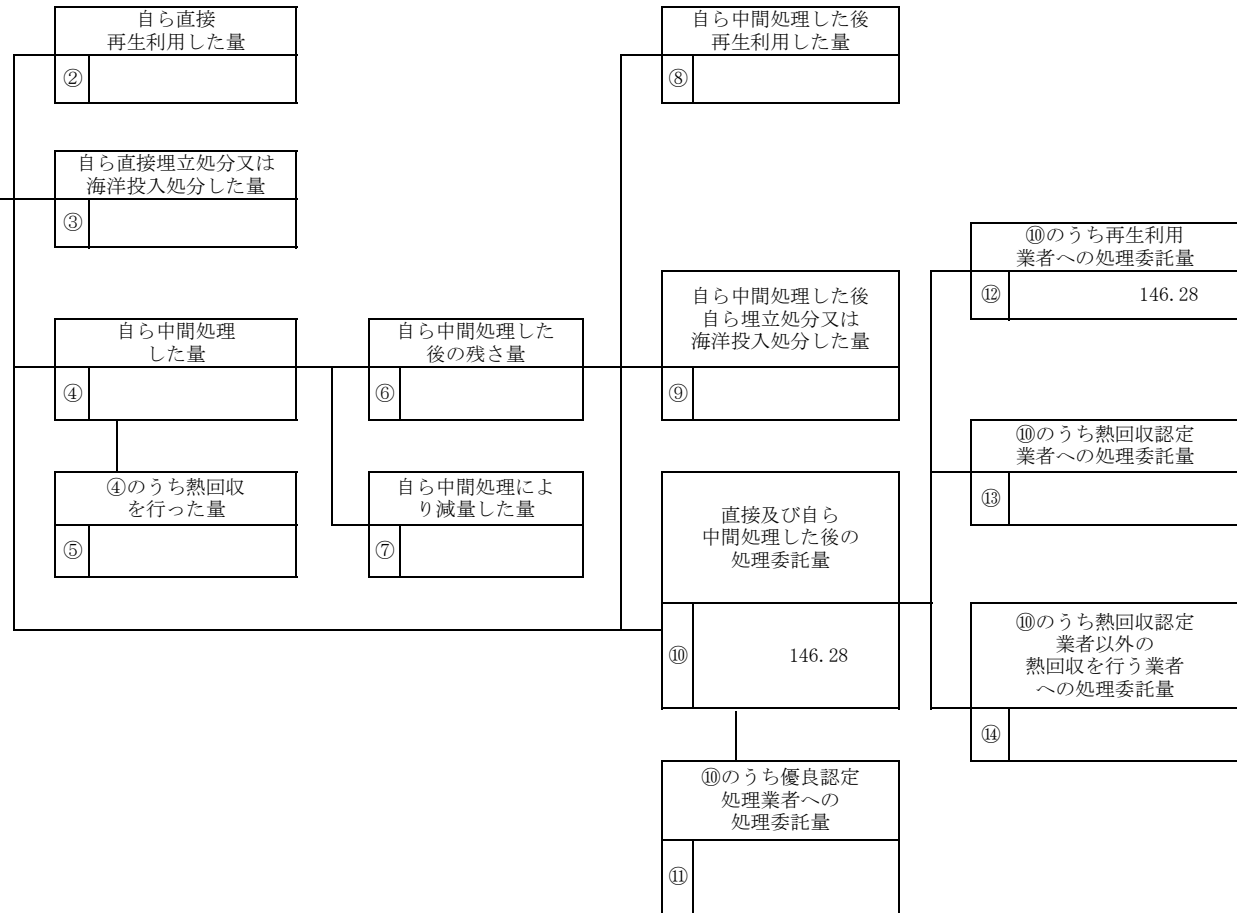 自ら直接
再生利用した量
②
自ら中間処理した後
再生利用した量
⑧
自ら直接埋立処分又は
海洋投入処分した量
③
⑩のうち再生利用
業者への処理委託量
⑫ 146.28
自ら中間処理
した量
④
自ら中間処理した
後の残さ量
⑥
自ら中間処理した後
自ら埋立処分又は
海洋投入処分した量
⑨
⑩のうち熱回収認定
業者への処理委託量
⑬
④のうち熱回収
を行った量
⑤
自ら中間処理によ
り減量した量
⑦
直接及び自ら
中間処理した後の
処理委託量
⑩ 146.28
⑩のうち熱回収認定
業者以外の
熱回収を行う業者
への処理委託量
⑭
⑩のうち優良認定
処理業者への
処理委託量
⑪